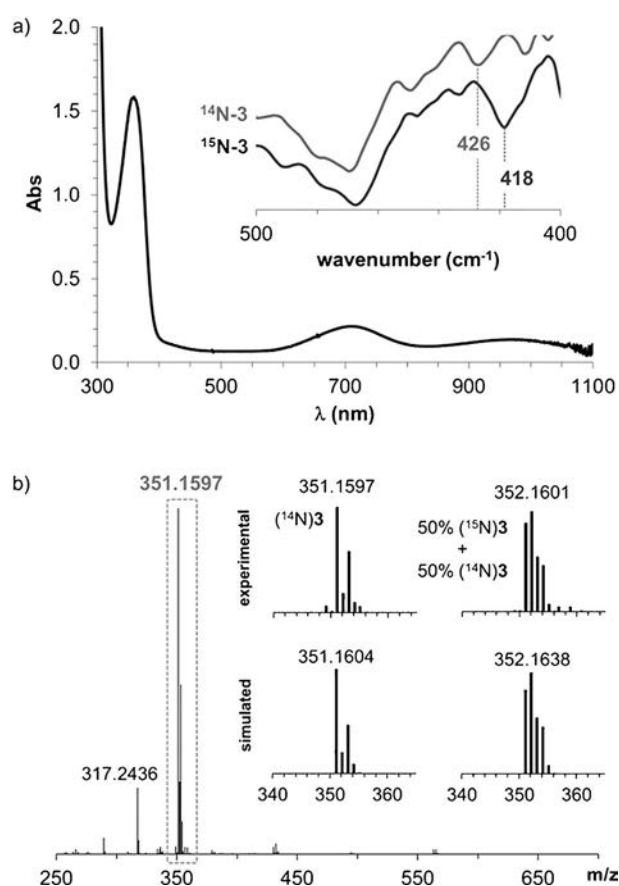 a)
2.0
1.5
1.0
0.5
0.0
Abs
¹⁴N-3
¹⁵N-3
426
418
500
400
wavenumber (cm⁻¹)
300
500
700
900
1100
λ (nm)
b)
351.1597
317.2436
experimental
351.1597
(¹⁴N)3
352.1601
50% (¹⁵N)3
+
50% (¹⁴N)3
simulated
351.1604
352.1638
340
350
360
340
350
360
250
350
450
550
650
m/z